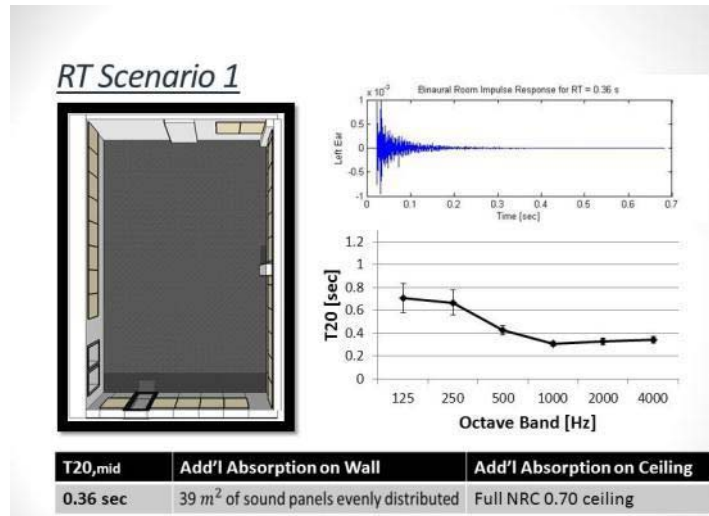 RT Scenario 1
x 10⁻³
Binaural Room Impulse Response for RT = 0.36 s
Left Ear
1
0.5
0
-0.5
-1
0 0.1 0.2 0.3 0.4 0.5 0.6 0.7
Time [sec]
T20 [sec]
1.2
1
0.8
0.6
0.4
0.2
0
125 250 500 1000 2000 4000
Octave Band [Hz]
T20,mid Add'l Absorption on Wall Add'l Absorption on Ceiling
0.36 sec 39 m² of sound panels evenly distributed Full NRC 0.70 ceiling